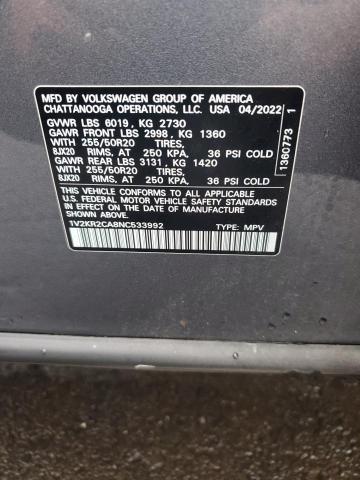 MFD BY VOLKSWAGEN GROUP OF AMERICA
CHATTANOOGA OPERATIONS, LLC. USA 04/2022
GVWR LBS 6019, KG 2730
GAWR FRONT LBS 2998, KG 1360
WITH 255/50R20 TIRES,
8JX20 RIMS, AT 250 KPA, 36 PSI COLD
GAWR REAR LBS 3131, KG 1420
WITH 255/50R20 TIRES,
8JX20 RIMS, AT 250 KPA, 36 PSI COLD
THIS VEHICLE CONFORMS TO ALL APPLICABLE
U.S. FEDERAL MOTOR VEHICLE SAFETY STANDARDS
IN EFFECT ON THE DATE OF MANUFACTURE
SHOWN ABOVE.
1V2KR2CA8NC533992 TYPE: MPV
1360773 1